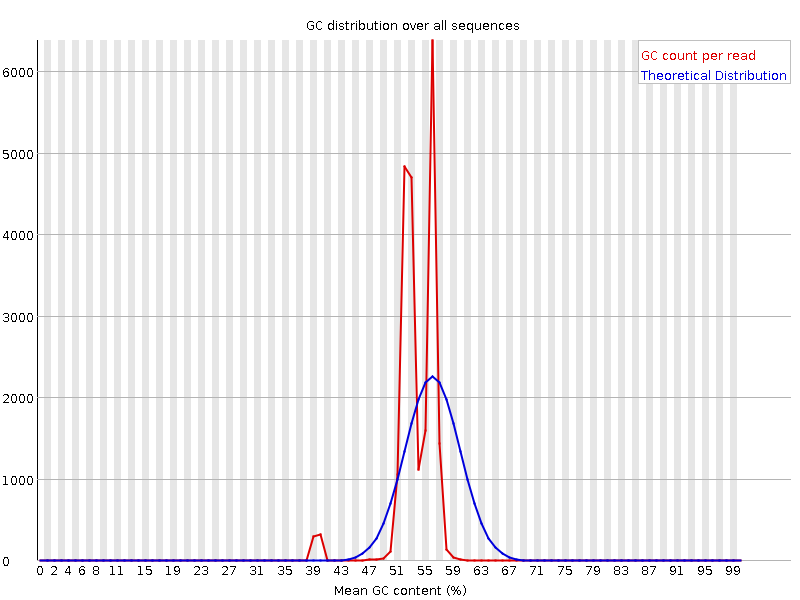 GC distribution over all sequences
GC count per read
Theoretical Distribution
6000
5000
4000
3000
2000
1000
0
0 2 4 6 8 11 15 19 23 27 31 35 39 43 47 51 55 59 63 67 71 75 79 83 87 91 95 99
Mean GC content (%)